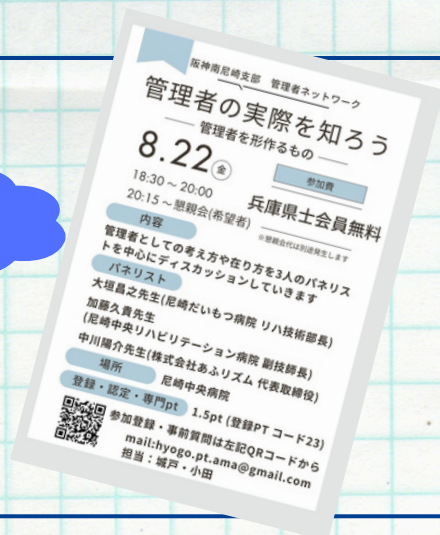 阪神南尼崎支部 管理者ネットワーク
管理者の実際を知ろう
管理者を形作るもの
8.22 金
18:30～20:00
20:15～懇親会(希望者)
参加費
兵庫県士会員無料
※懇親会代は別途発生します
内容
管理者としての考え方や在り方を3人のパネリス
トを中心にディスカッションしていきます
パネリスト
大垣昌之先生(尼崎だいもつ病院 リハ技術部長)
加藤久貴先生
(尼崎中央リハビリテーション病院 副技師長)
中川陽介先生(株式会社あふリズム 代表取締役)
場所
尼崎中央病院
登録・認定・専門pt
1.5pt (登録PT コード23)
参加登録・事前質問は左記QRコードから
mail:hyogo.pt.ama@gmail.com
担当：城戸・小田